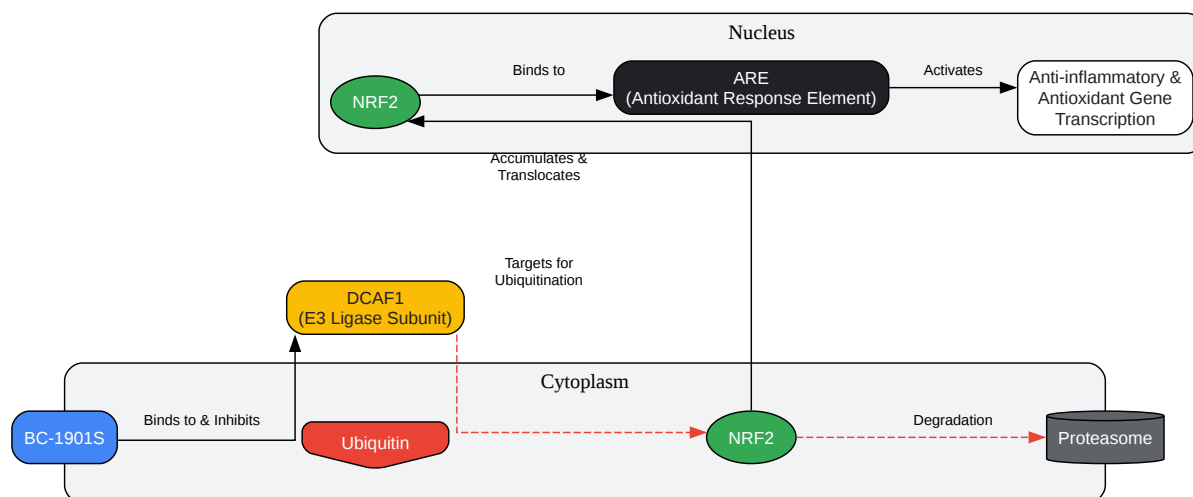 Nucleus
NRF2
Binds to
ARE
(Antioxidant Response Element)
Activates
Anti-inflammatory &
Antioxidant Gene
Transcription
Accumulates &
Translocates
Targets for
Ubiquitination
DCAF1
(E3 Ligase Subunit)
Cytoplasm
BC-1901S
Binds to & Inhibits
Ubiquitin
NRF2
Degradation
Proteasome